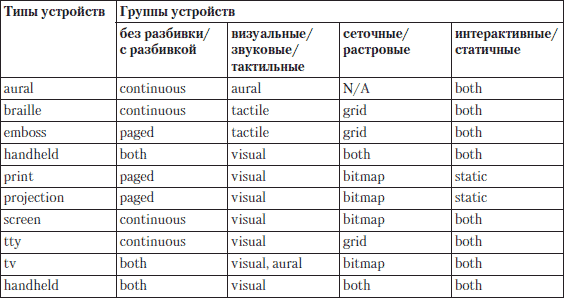 Типы устройств Группы устройств
без разбивки/ визуальные/ сеточные/ интерактивные/
с разбивкой звуковые/ растровые статичные
тактильные
aural continuous aural N/A both
braille continuous tactile grid both
emboss paged tactile grid both
handheld both visual both both
print paged visual bitmap static
projection paged visual bitmap static
screen continuous visual bitmap both
tty continuous visual grid both
tv both visual, aural bitmap both
handheld both visual both both